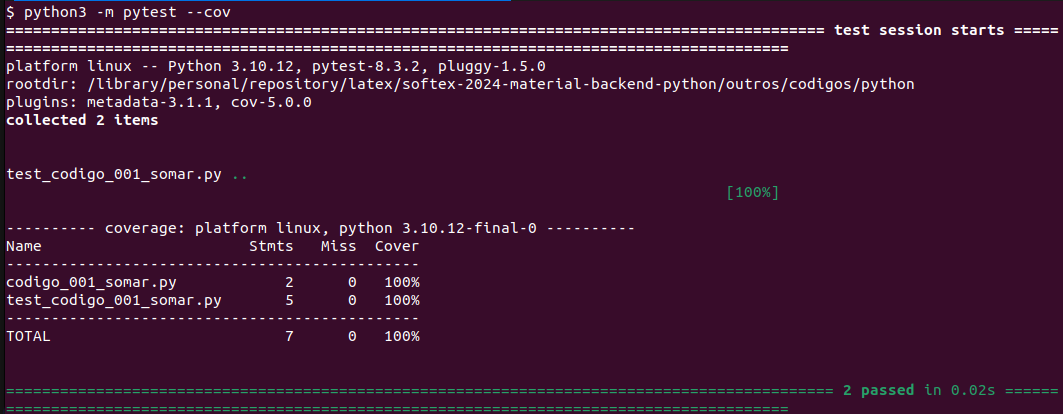 $ python3 -m pytest --cov
=========================================================================================== test session starts =====
=======================================================================================
platform linux -- Python 3.10.12, pytest-8.3.2, pluggy-1.5.0
rootdir: /library/personal/repository/latex/softex-2024-material-backend-python/outros/codigos/python
plugins: metadata-3.1.1, cov-5.0.0
collected 2 items
test_codigo_001_somar.py ..
[100%]
---------- coverage: platform linux, python 3.10.12-final-0 ----------
Name                       Stmts   Miss  Cover
----------------------------------------------
codigo_001_somar.py            2      0   100%
test_codigo_001_somar.py       5      0   100%
----------------------------------------------
TOTAL                          7      0   100%
============================================================================================ 2 passed in 0.02s ======
=======================================================================================